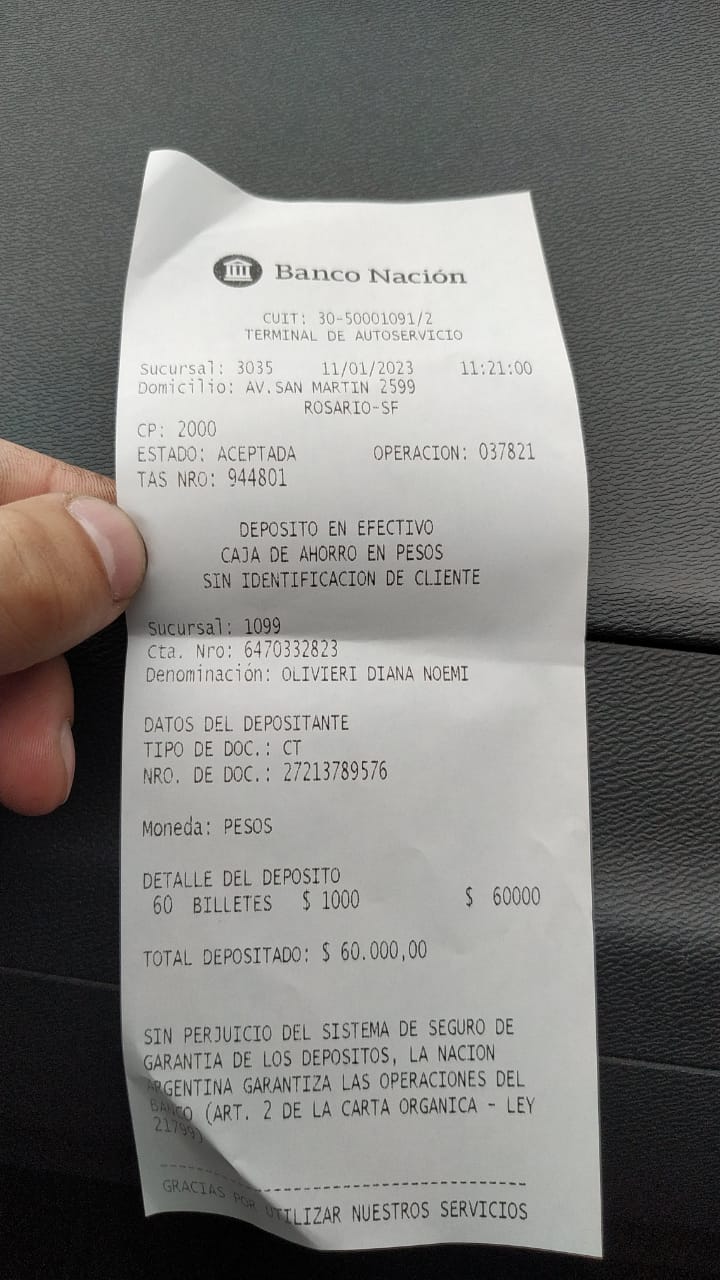 Banco Nación
CUIT: 30-50001091/2
TERMINAL DE AUTOSERVICIO
Sucursal: 3035 11/01/2023 11:21:00
Domicilio: AV.SAN MARTIN 2599
ROSARIO-SF
CP: 2000
ESTADO: ACEPTADA OPERACION: 037821
TAS NRO: 944801
DEPOSITO EN EFECTIVO
CAJA DE AHORRO EN PESOS
SIN IDENTIFICACION DE CLIENTE
Sucursal: 1099
Cta. Nro: 6470332823
Denominación: OLIVIERI DIANA NOEMI
DATOS DEL DEPOSITANTE
TIPO DE DOC.: CT
NRO. DE DOC.: 27213789576
Moneda: PESOS
DETALLE DEL DEPOSITO
60 BILLETES $ 1000 $ 60000
TOTAL DEPOSITADO: $ 60.000,00
SIN PERJUICIO DEL SISTEMA DE SEGURO DE
GARANTIA DE LOS DEPOSITOS, LA NACION
ARGENTINA GARANTIZA LAS OPERACIONES DEL
BANCO (ART. 2 DE LA CARTA ORGANICA - LEY
21799)
GRACIAS POR UTILIZAR NUESTROS SERVICIOS